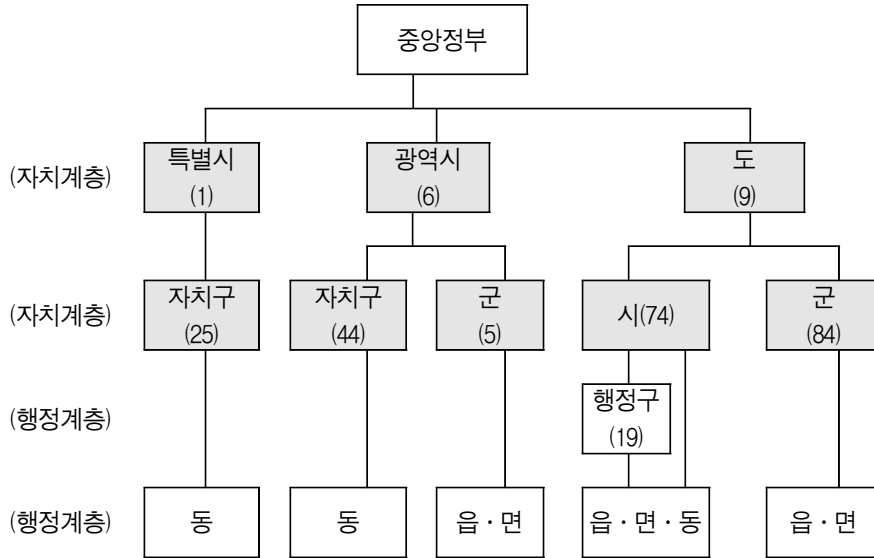 중앙정부
(자치계층)
특별시
(1)
광역시
(6)
도
(9)
(자치계층)
자치구
(25)
자치구
(44)
군
(5)
시(74)
군
(84)
(행정계층)
행정구
(19)
(행정계층)
동
동
읍 · 면
읍 · 면 · 동
읍 · 면